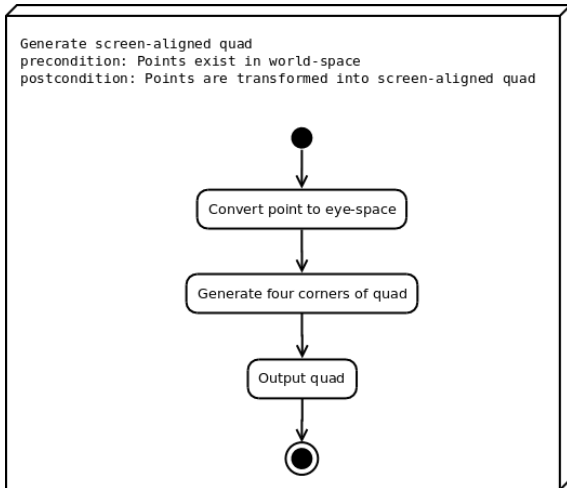 Generate screen-aligned quad
precondition: Points exist in world-space
postcondition: Points are transformed into screen-aligned quad
Convert point to eye-space
Generate four corners of quad
Output quad